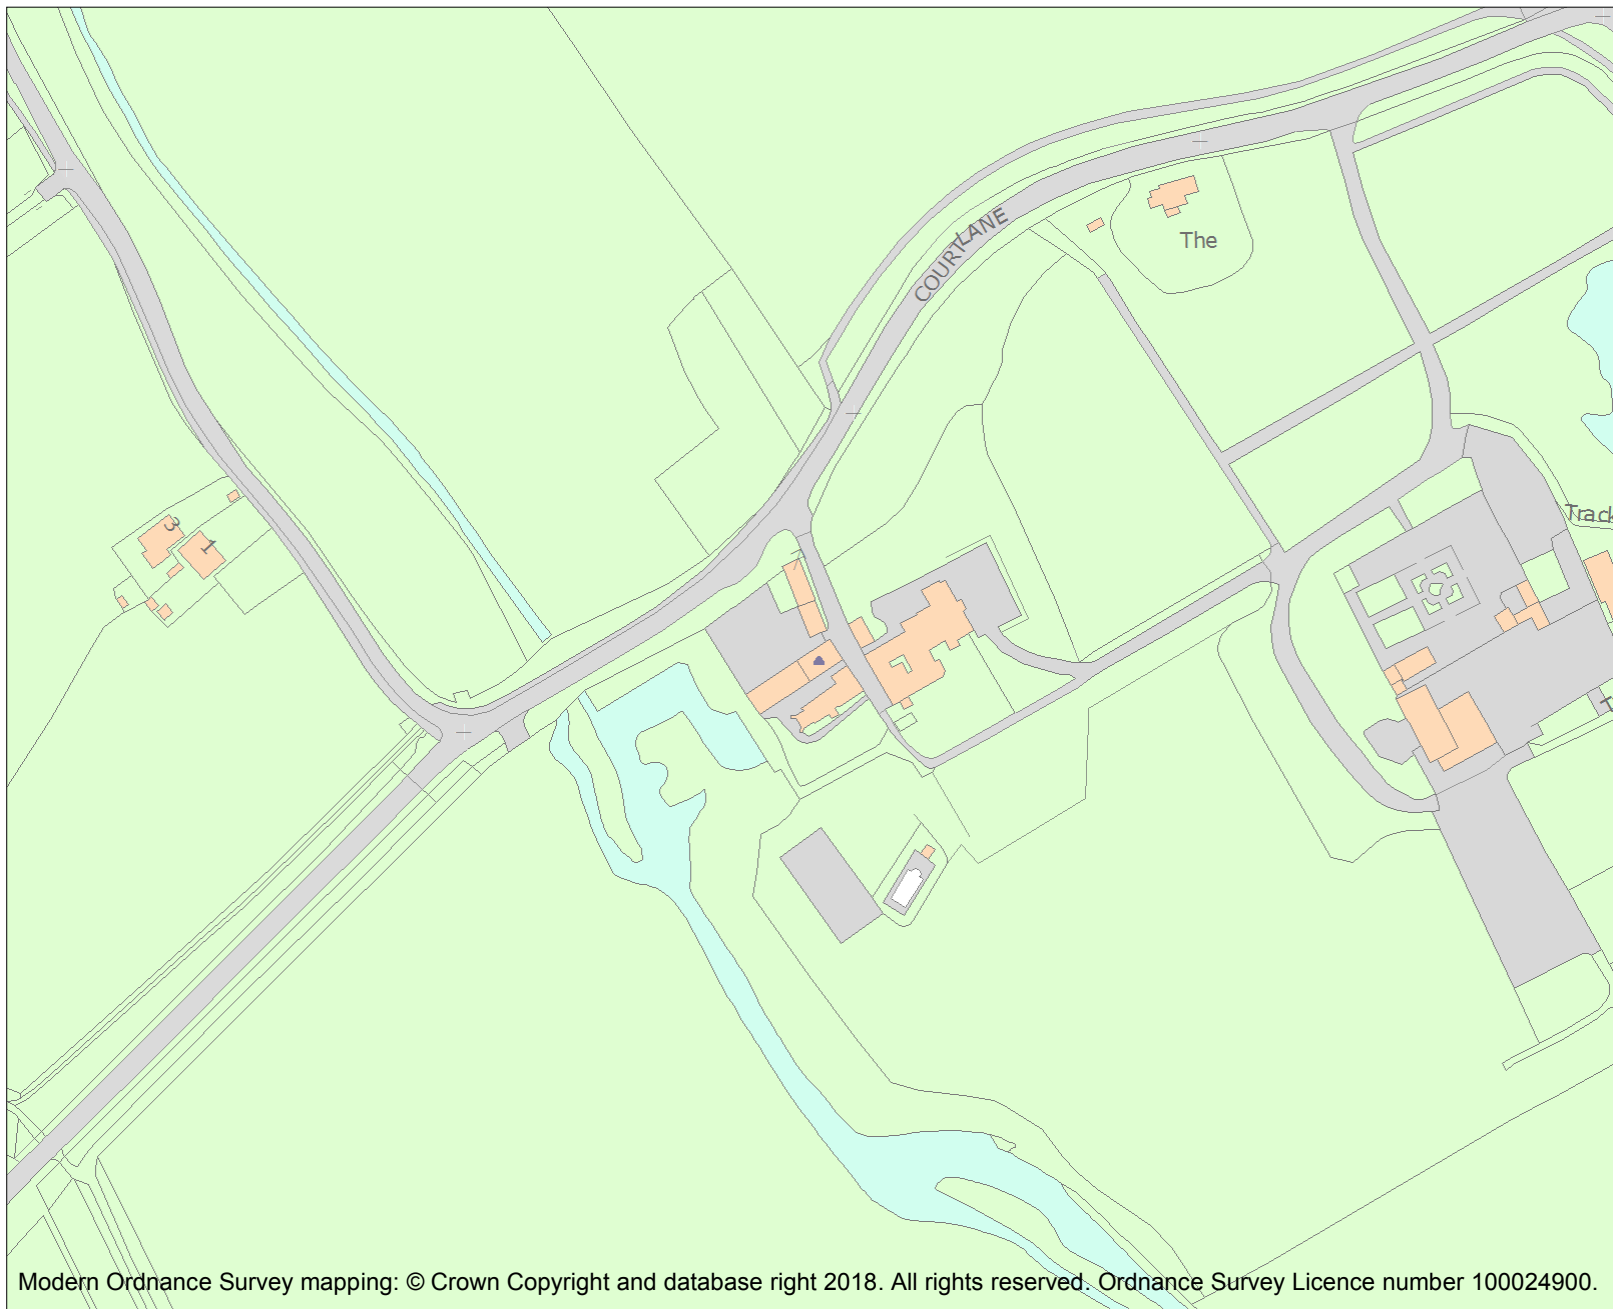 COURT LANE
The
Track
3
1
Modern Ordnance Survey mapping: © Crown Copyright and database right 2018. All rights reserved. Ordnance Survey Licence number 100024900.